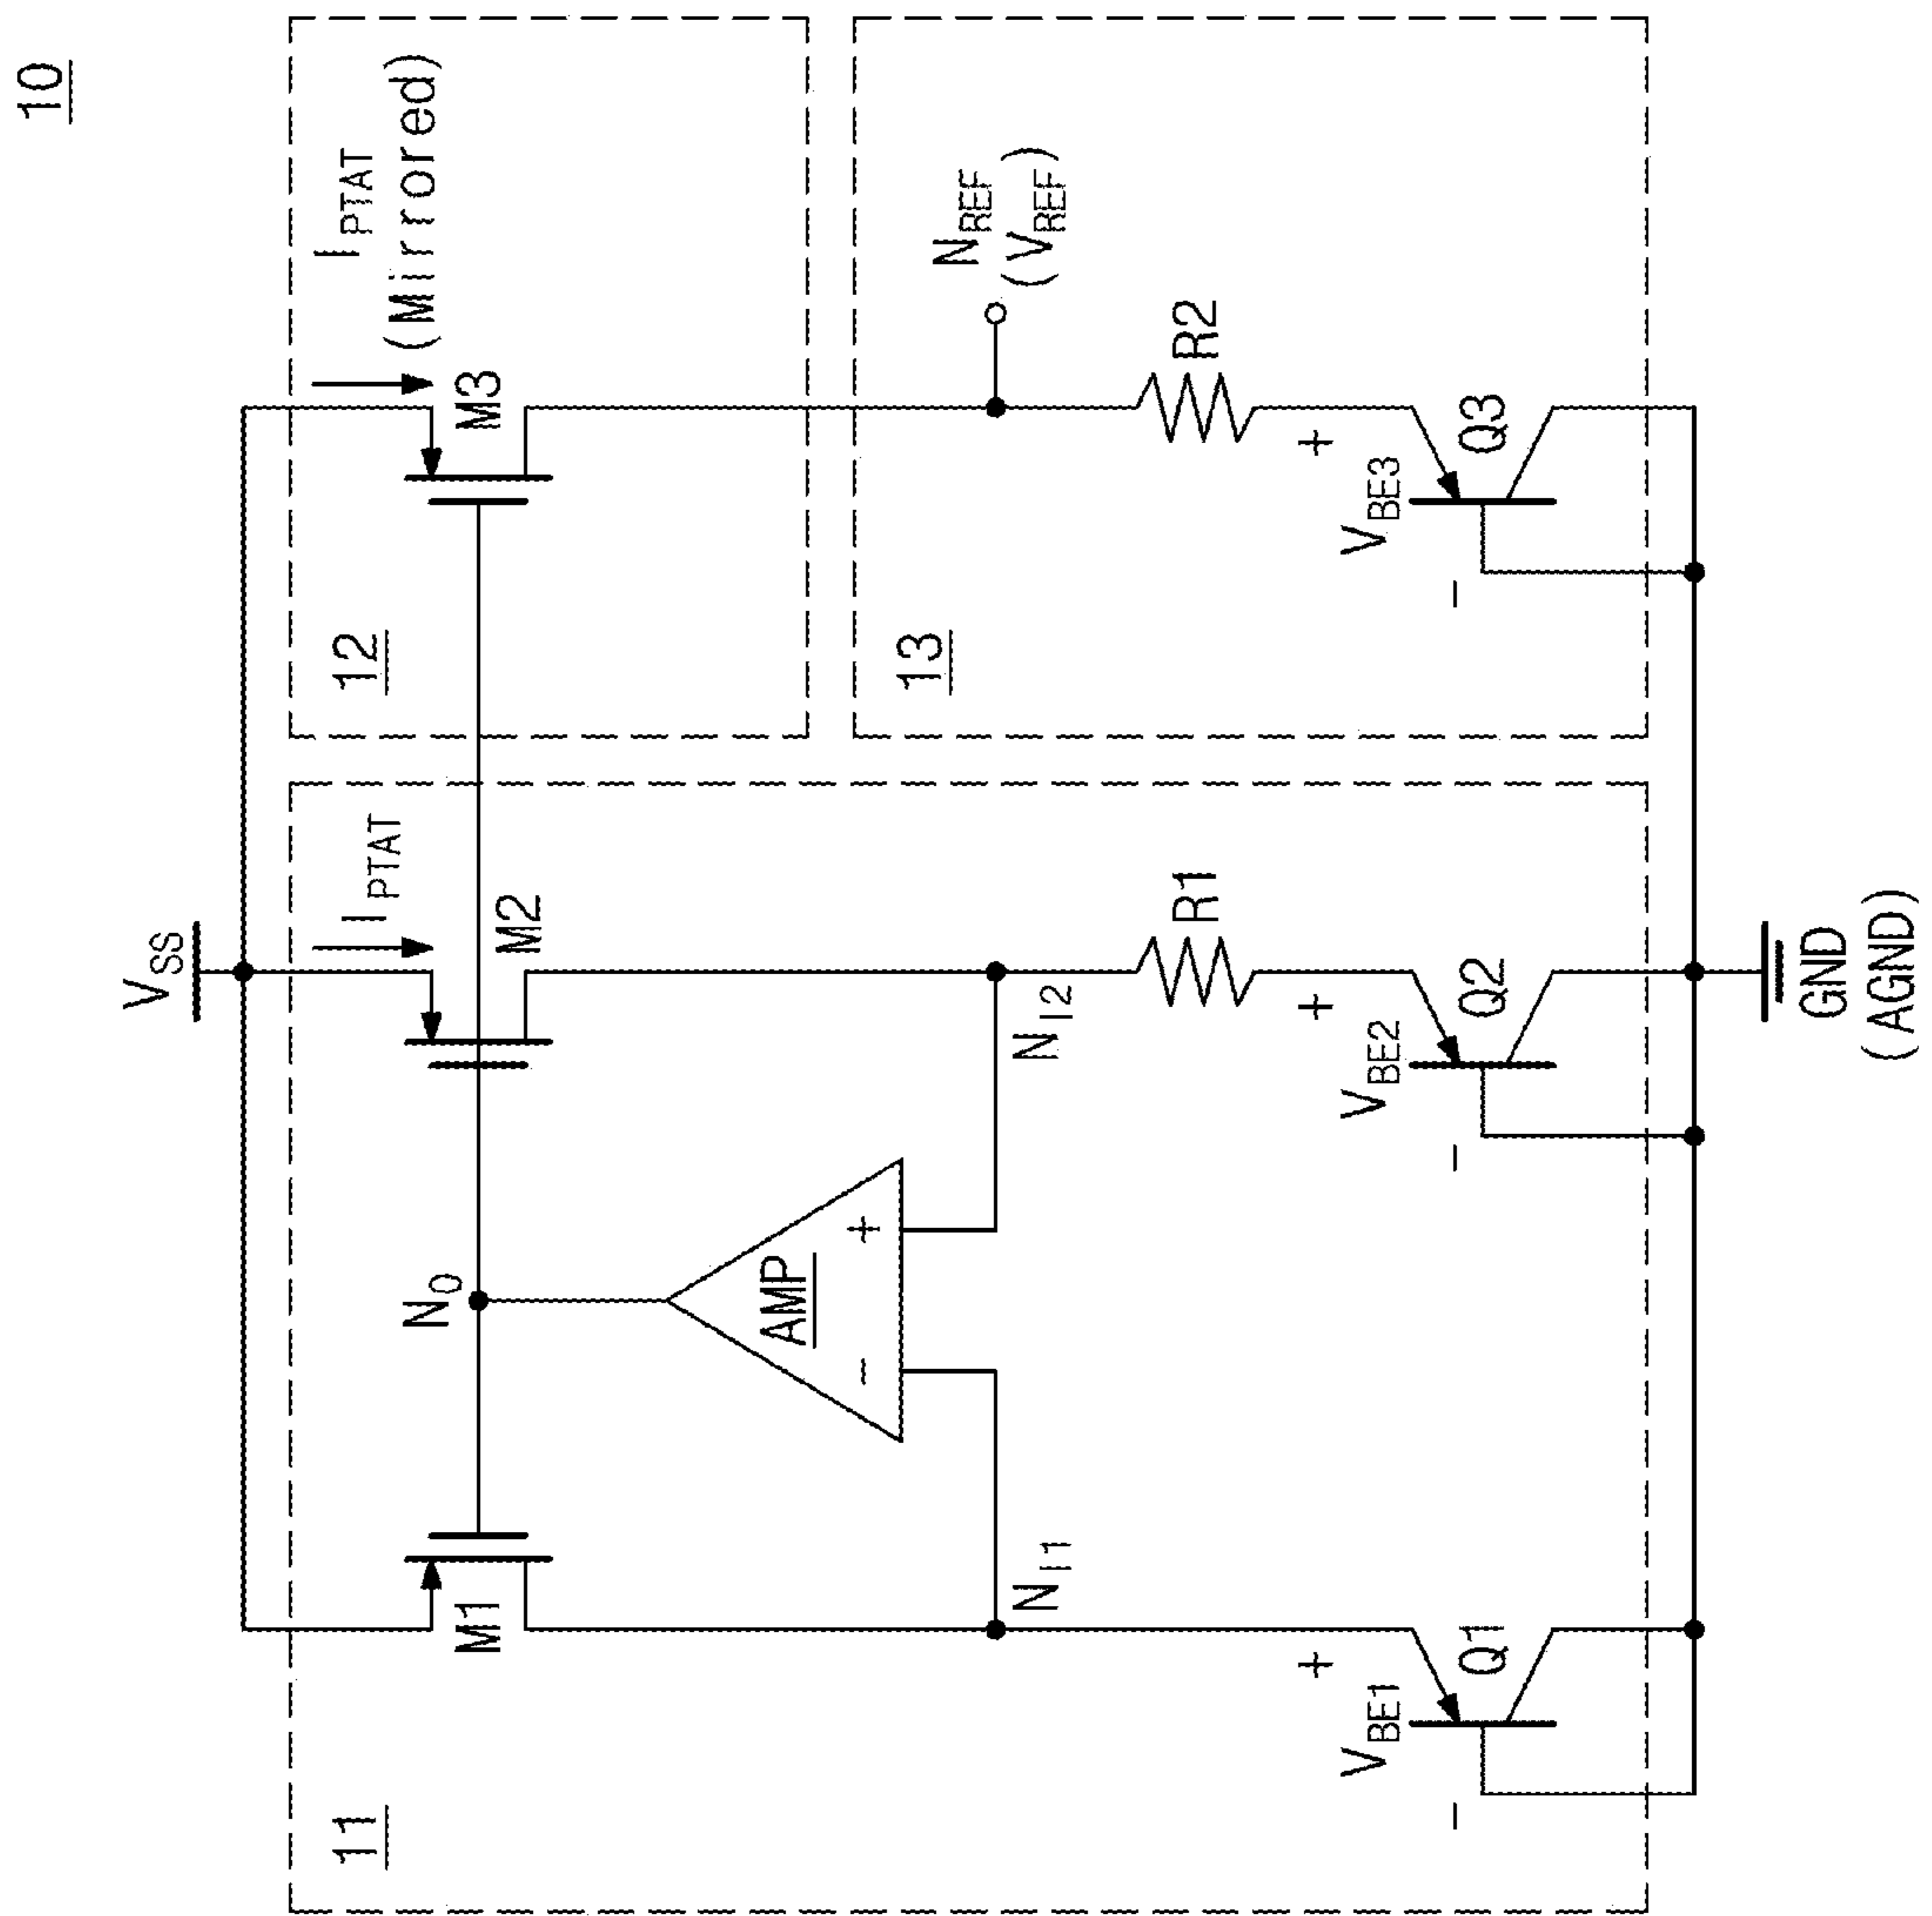 10
V_SS
I_PTAT
I_PTAT
(Mirrored)
11
M1
N_O
M2
12
M3
AMP
-
+
N_I1
N_I2
13
N_REF
(V_REF)
R1
R2
+
V_BE1
-
Q1
+
V_BE2
-
Q2
+
V_BE3
-
Q3
GND
(AGND)